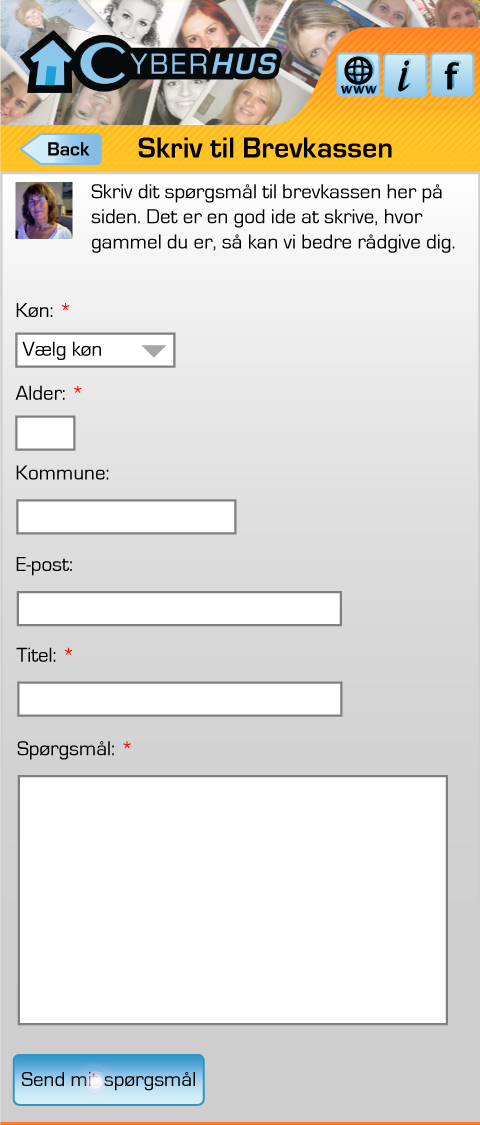 CYBERHUS
www i f
Back Skriv til Brevkassen
Skriv dit spørgsmål til brevkassen her på
siden. Det er en god ide at skrive, hvor
gammel du er, så kan vi bedre rådgive dig.
Køn: *
Vælg køn
Alder: *
Kommune:
E-post:
Titel: *
Spørgsmål: *
Send mit spørgsmål